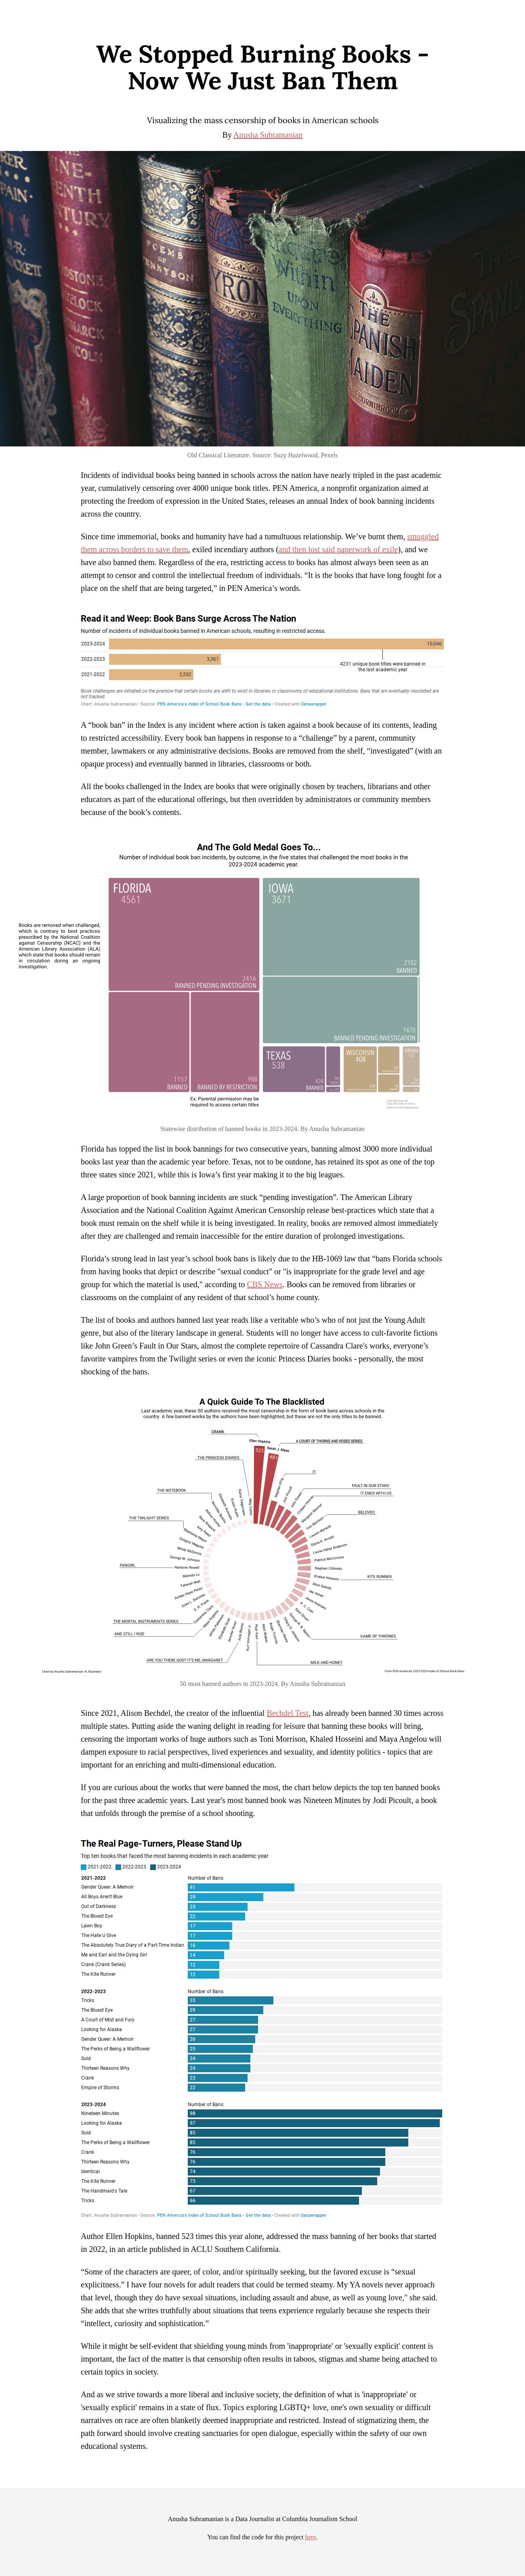 We Stopped Burning Books -
Now We Just Ban Them
Visualizing the mass censorship of books in American schools
By Anusha Subramanian
POEMS OF
THE
SPANISH
MAIDEN
Within
UPON
EVERYTHING
Old Classical Literature. Source: Suzy Hazelwood, Pexels
Incidents of individual books being banned in schools across the nation have nearly tripled in the past academic
year, cumulatively censoring over 4000 unique book titles. PEN America, a nonprofit organization aimed at
protecting the freedom of expression in the United States, releases an annual Index of book banning incidents
across the country.
Since time immemorial, books and humanity have had a tumultuous relationship. We’ve burnt them, smuggled
them across borders to save them, exiled incendiary authors (and then lost said paperwork of exile), and we
have also banned them. Regardless of the era, restricting access to books has almost always been seen as an
attempt to censor and control the intellectual freedom of individuals. “It is the books that have long fought for a
place on the shelf that are being targeted,” in PEN America’s words.
Read it and Weep: Book Bans Surge Across The Nation
Number of incidents of individual books banned in American schools, resulting in restricted access.
2023-2024 10,046
2022-2023 3,361
4231 unique book titles were banned in
the last academic year
2021-2022 2,532
Book challenges are initiated on the premise that certain books are unfit to exist in libraries or classrooms of educational institutions. Bans that are eventually rescinded are
not tracked.
Chart: Anusha Subramanian • Source: PEN America's Index of School Book Bans • Get the data • Created with Datawrapper
A “book ban” in the Index is any incident where action is taken against a book because of its contents, leading
to restricted accessibility. Every book ban happens in response to a “challenge” by a parent, community
member, lawmakers or any administrative decisions. Books are removed from the shelf, “investigated” (with an
opaque process) and eventually banned in libraries, classrooms or both.
All the books challenged in the Index are books that were originally chosen by teachers, librarians and other
educators as part of the educational offerings, but then overridden by administrators or community members
because of the book’s contents.
And The Gold Medal Goes To...
Number of individual book ban incidents, by outcome, in the five states that challenged the most books in the
2023-2024 academic year.
Books are removed when challenged,
which is contrary to best practices
prescribed by the National Coalition
against Censorship (NCAC) and the
American Library Association (ALA)
which state that books should remain
in circulation during an ongoing
investigation.
FLORIDA
4561
2416
BANNED PENDING INVESTIGATION
1157
BANNED
988
BANNED BY RESTRICTION
IOWA
3671
2182
BANNED
1470
BANNED PENDING INVESTIGATION
TEXAS
538
434
BANNED
WISCONSIN
408
Ex: Parental permission may be
required to access certain titles
Statewise distribution of banned books in 2023-2024. By Anusha Subramanian
Florida has topped the list in book bannings for two consecutive years, banning almost 3000 more individual
books last year than the academic year before. Texas, not to be outdone, has retained its spot as one of the top
three states since 2021, while this is Iowa’s first year making it to the big leagues.
A large proportion of book banning incidents are stuck “pending investigation”. The American Library
Association and the National Coalition Against American Censorship release best-practices which state that a
book must remain on the shelf while it is being investigated. In reality, books are removed almost immediately
after they are challenged and remain inaccessible for the entire duration of prolonged investigations.
Florida’s strong lead in last year’s school book bans is likely due to the HB-1069 law that “bans Florida schools
from having books that depict or describe "sexual conduct" or "is inappropriate for the grade level and age
group for which the material is used," according to CBS News. Books can be removed from libraries or
classrooms on the complaint of any resident of that school’s home county.
The list of books and authors banned last year reads like a veritable who’s who of not just the Young Adult
genre, but also of the literary landscape in general. Students will no longer have access to cult-favorite fictions
like John Green’s Fault in Our Stars, almost the complete repertoire of Cassandra Clare's works, everyone’s
favorite vampires from the Twilight series or even the iconic Princess Diaries books - personally, the most
shocking of the bans.
A Quick Guide To The Blacklisted
Last academic year, these 50 authors received the most censorship in the form of book bans across schools in the
country. A few banned works by the authors have been highlighted, but these are not the only titles to be banned.
CRANK
Ellen Hopkins
A COURT OF THORNS AND ROSES SERIES
Sarah J. Maas
THE PRINCESS DIARIES
IT
FAULT IN OUR STARS
IT ENDS WITH US
THE NOTEBOOK
BELOVED
THE TWILIGHT SERIES
FANGIRL
KITE RUNNER
THE MORTAL INSTRUMENTS SERIES
AND STILL I RISE
GAME OF THRONES
ARE YOU THERE GOD? IT'S ME, MARGARET?
MILK AND HONEY
Chart by Anusha Subramanian: R, Illustrator
From PEN America's 2023-2024 Index of School Book Bans
50 most banned authors in 2023-2024. By Anusha Subramanian
Since 2021, Alison Bechdel, the creator of the influential Bechdel Test, has already been banned 30 times across
multiple states. Putting aside the waning delight in reading for leisure that banning these books will bring,
censoring the important works of huge authors such as Toni Morrison, Khaled Hosseini and Maya Angelou will
dampen exposure to racial perspectives, lived experiences and sexuality, and identity politics - topics that are
important for an enriching and multi-dimensional education.
If you are curious about the works that were banned the most, the chart below depicts the top ten banned books
for the past three academic years. Last year's most banned book was Nineteen Minutes by Jodi Picoult, a book
that unfolds through the premise of a school shooting.
The Real Page-Turners, Please Stand Up
Top ten books that faced the most banning incidents in each academic year
2021-2022 2022-2023 2023-2024
2021-2022 Number of Bans
Gender Queer: A Memoir 41
All Boys Aren't Blue 29
Out of Darkness 23
The Bluest Eye 22
Lawn Boy 17
The Hate U Give 17
The Absolutely True Diary of a Part-Time Indian 16
Me and Earl and the Dying Girl 14
Crank (Crank Series) 12
The Kite Runner 12
2022-2023 Number of Bans
Tricks 33
The Bluest Eye 29
A Court of Mist and Fury 27
Looking for Alaska 27
Gender Queer: A Memoir 26
The Perks of Being a Wallflower 25
Sold 24
Thirteen Reasons Why 24
Crank 23
Empire of Storms 22
2023-2024 Number of Bans
Nineteen Minutes 98
Looking for Alaska 97
Sold 85
The Perks of Being a Wallflower 85
Crank 76
Thirteen Reasons Why 76
Identical 74
The Kite Runner 73
The Handmaid's Tale 67
Tricks 66
Chart: Anusha Subramanian • Source: PEN America's Index of School Book Bans • Get the data • Created with Datawrapper
Author Ellen Hopkins, banned 523 times this year alone, addressed the mass banning of her books that started
in 2022, in an article published in ACLU Southern California.
“Some of the characters are queer, of color, and/or spiritually seeking, but the favored excuse is “sexual
explicitness.” I have four novels for adult readers that could be termed steamy. My YA novels never approach
that level, though they do have sexual situations, including assault and abuse, as well as young love," she said.
She adds that she writes truthfully about situations that teens experience regularly because she respects their
“intellect, curiosity and sophistication.”
While it might be self-evident that shielding young minds from 'inappropriate' or 'sexually explicit' content is
important, the fact of the matter is that censorship often results in taboos, stigmas and shame being attached to
certain topics in society.
And as we strive towards a more liberal and inclusive society, the definition of what is 'inappropriate' or
'sexually explicit' remains in a state of flux. Topics exploring LGBTQ+ love, one's own sexuality or difficult
narratives on race are often blanketly deemed inappropriate and restricted. Instead of stigmatizing them, the
path forward should involve creating sanctuaries for open dialogue, especially within the safety of our own
educational systems.
Anusha Subramanian is a Data Journalist at Columbia Journalism School
You can find the code for this project here.